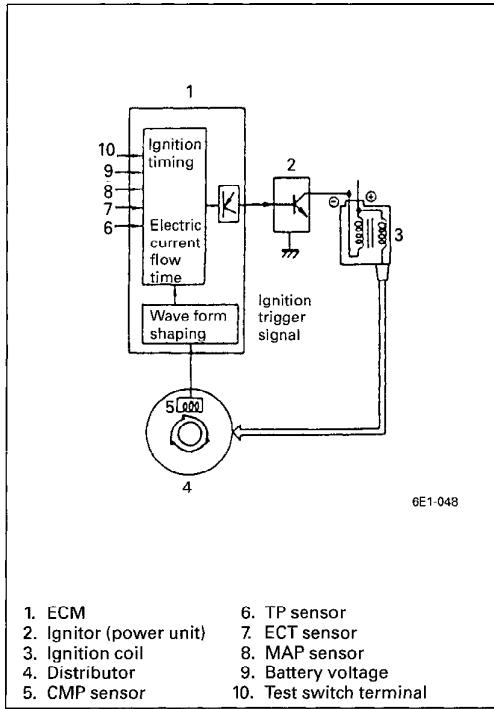 1
10
9
8
7
6
Ignition
timing
Electric
current
flow
time
Wave form
shaping
2
⊖ ⊕
3
Ignition
trigger
signal
5
4
6E1-048
1. ECM
2. Ignitor (power unit)
3. Ignition coil
4. Distributor
5. CMP sensor
6. TP sensor
7. ECT sensor
8. MAP sensor
9. Battery voltage
10. Test switch terminal